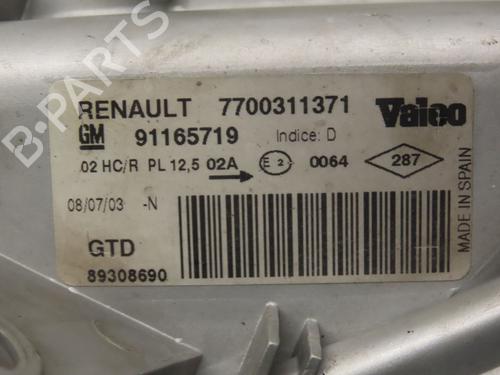 B-PARTS
RENAULT 7700311371 Valeo
GM 91165719 Indice: D
02 HC/R PL 12,5 02A E 2 0064 287
08/07/03 -N
GTD
89308690
MADE IN SPAIN